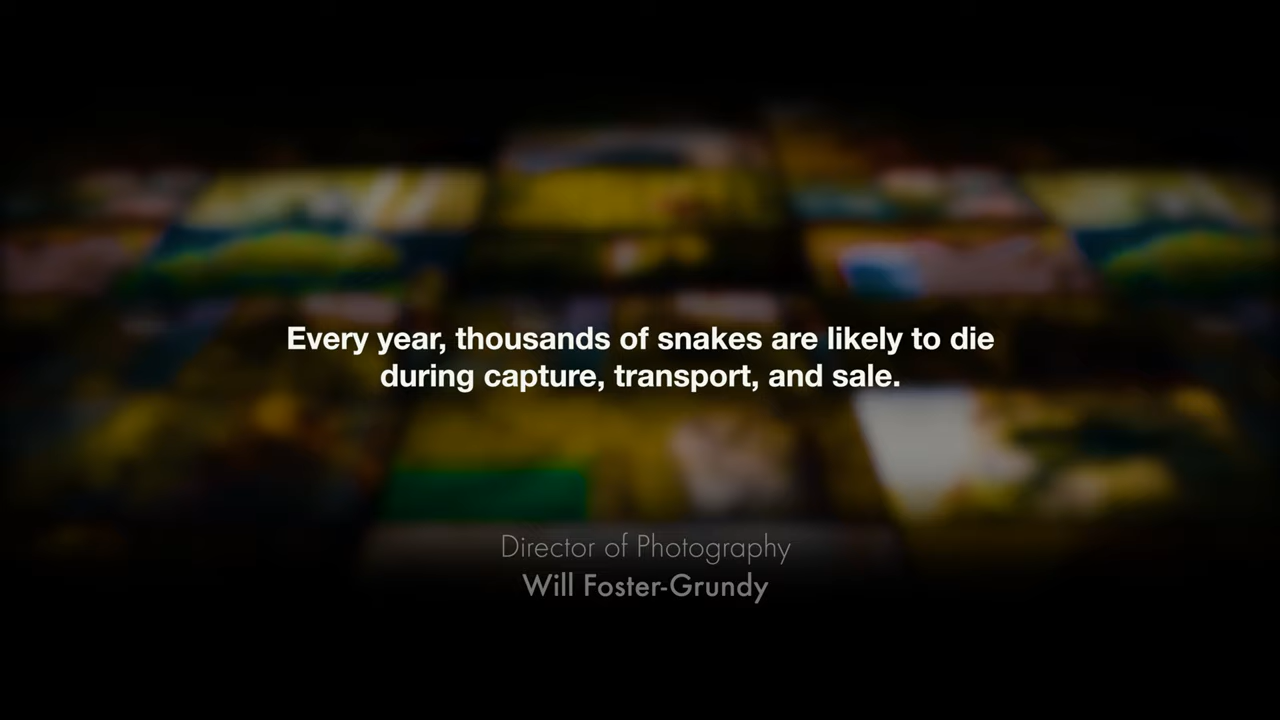 Every year, thousands of snakes are likely to die
during capture, transport, and sale.
Director of Photography
Will Foster-Grundy